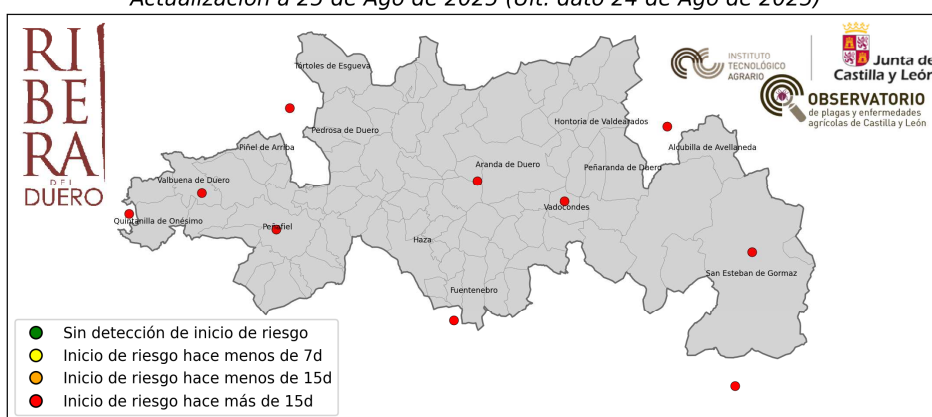 Actualización a 25 de Ago de 2025 (Últ. dato 24 de Ago de 2025)
RI
BE
RA
DEL
DUERO
INSTITUTO
TECNOLÓGICO
AGRARIO
Junta de
Castilla y León
OBSERVATORIO
de plagas y enfermedades
agrícolas de Castilla y León
Tórtoles de Esgueva
Hontoria de Valdearados
Pedrosa de Duero
Piñel de Arriba
Alcubilla de Avellaneda
Aranda de Duero
Peñaranda de Duero
Valbuena de Duero
Vadocondes
Quintanilla de Onésimo
Peñafiel
Haza
San Esteban de Gormaz
Fuentenebro
Sin detección de inicio de riesgo
Inicio de riesgo hace menos de 7d
Inicio de riesgo hace menos de 15d
Inicio de riesgo hace más de 15d